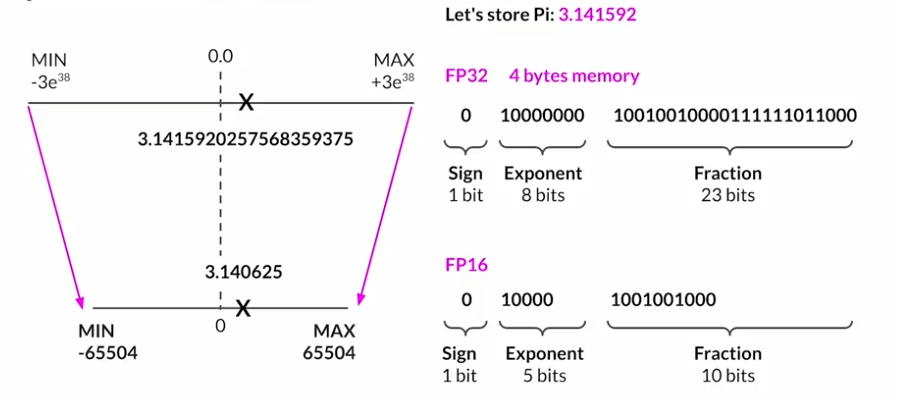 Let's store Pi: 3.141592
MIN
-3e38
0.0
MAX
+3e38
X
3.1415920257568359375
3.140625
X
MIN
-65504
0
MAX
65504
FP32 4 bytes memory
0 10000000 10010010000111111011000
Sign Exponent Fraction
1 bit 8 bits 23 bits
FP16
0 10000 1001001000
Sign Exponent Fraction
1 bit 5 bits 10 bits